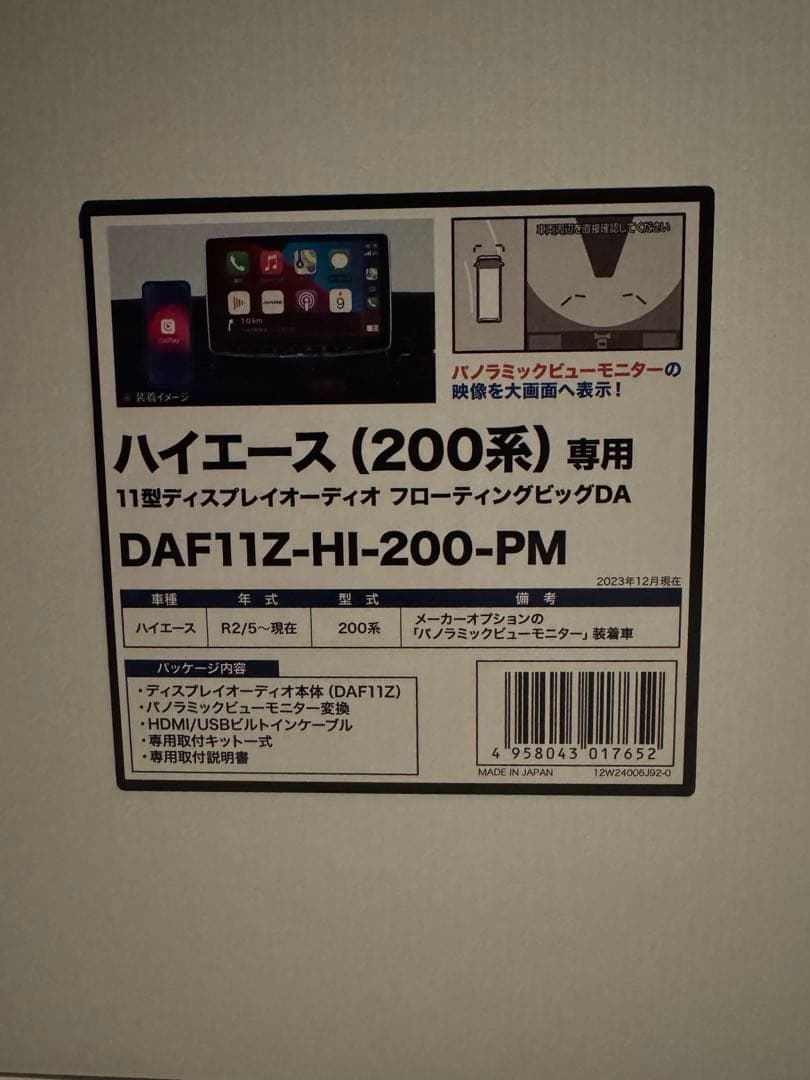 CarPlay
10km
9
※装着イメージ
車両周辺を直接確認してください
パノラミックビューモニターの
映像を大画面へ表示!
ハイエース(200系)専用
11型ディスプレイオーディオ フローティングビッグDA
DAF11Z-HI-200-PM
2023年12月現在
車種 年 式 型 式 備 考
ハイエース R2/5〜現在 200系 メーカーオプションの
「パノラミックビューモニター」装着車
パッケージ内容
・ディスプレイオーディオ本体(DAF11Z)
・パノラミックビューモニター変換
・HDMI/USBビルトインケーブル
・専用取付キット一式
・専用取付説明書
4 958043 017652
MADE IN JAPAN 12W24006J92-0